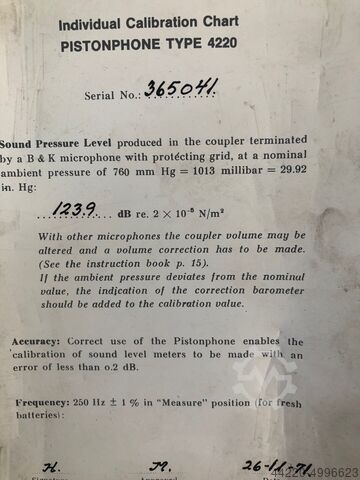 Individual Calibration Chart
PISTONPHONE TYPE 4220
Serial No.: 365041.
Sound Pressure Level produced in the coupler terminated
by a B & K microphone with protécting grid, at a nominal
ambient pressure of 760 mm Hg = 1013 millibar = 29.92
in. Hg:
....123.9.... dB re. 2 × 10⁻⁵ N/m²
With other microphones the coupler volume may be
altered and a volume correction has to be made.
(See the instruction book p. 15).
If the ambient pressure deviates from the nominal
value, the indication of the correction barometer
should be added to the calibration value.
Accuracy: Correct use of the Pistonphone enables the
calibration of sound level meters to be made with an
error of less than 0.2 dB.
Frequency: 250 Hz ± 1 % in "Measure" position (for fresh
batteries):
26-11-71
44220-4996623